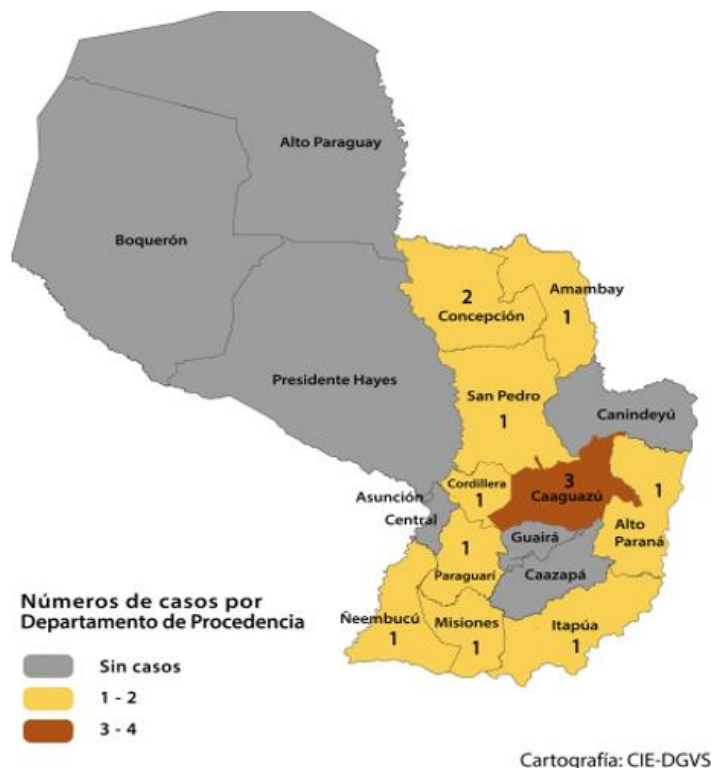 Alto Paraguay
Boquerón
2
Concepción
Amambay
1
Presidente Hayes
San Pedro
1
Canindeyú
Cordillera
1
3
Caaguazú
1
Asunción
Central
Guairá
Alto
Paraná
1
Paraguarí
Caazapá
Ñeembucú
1
Misiones
1
Itapúa
1
Números de casos por
Departamento de Procedencia
Sin casos
1 - 2
3 - 4
Cartografía: CIE-DGVS